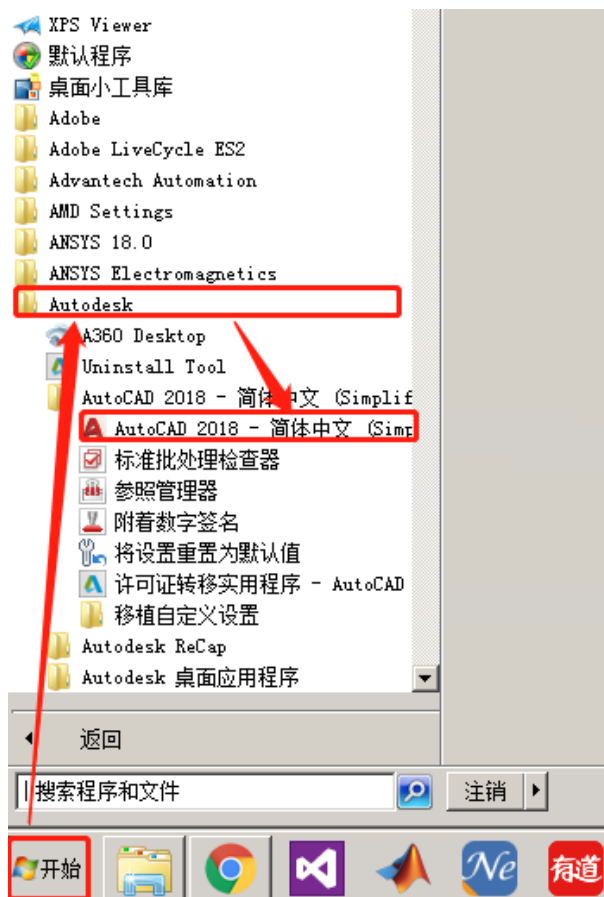 XPS Viewer
默认程序
桌面小工具库
Adobe
Adobe LiveCycle ES2
Advantech Automation
AMD Settings
ANSYS 18.0
ANSYS Electromagnetics
Autodesk
A360 Desktop
Uninstall Tool
AutoCAD 2018 - 简体中文 (Simplif
AutoCAD 2018 - 简体中文 (Simp
标准批处理检查器
参照管理器
附着数字签名
将设置重置为默认值
许可证转移实用程序 - AutoCAD
移植自定义设置
Autodesk ReCap
Autodesk 桌面应用程序
返回
搜索程序和文件
注销
开始
Ne
有道